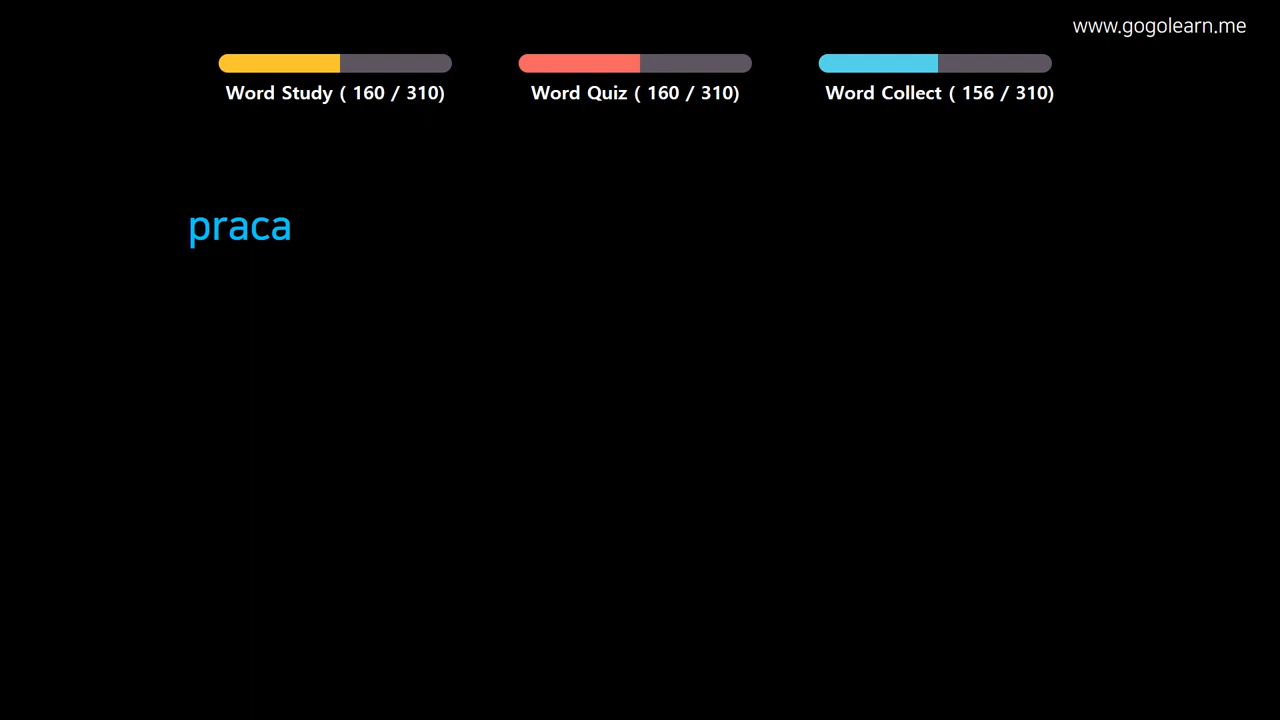 www.gogolearn.me
Word Study ( 160 / 310)
Word Quiz ( 160 / 310)
Word Collect ( 156 / 310)
praca